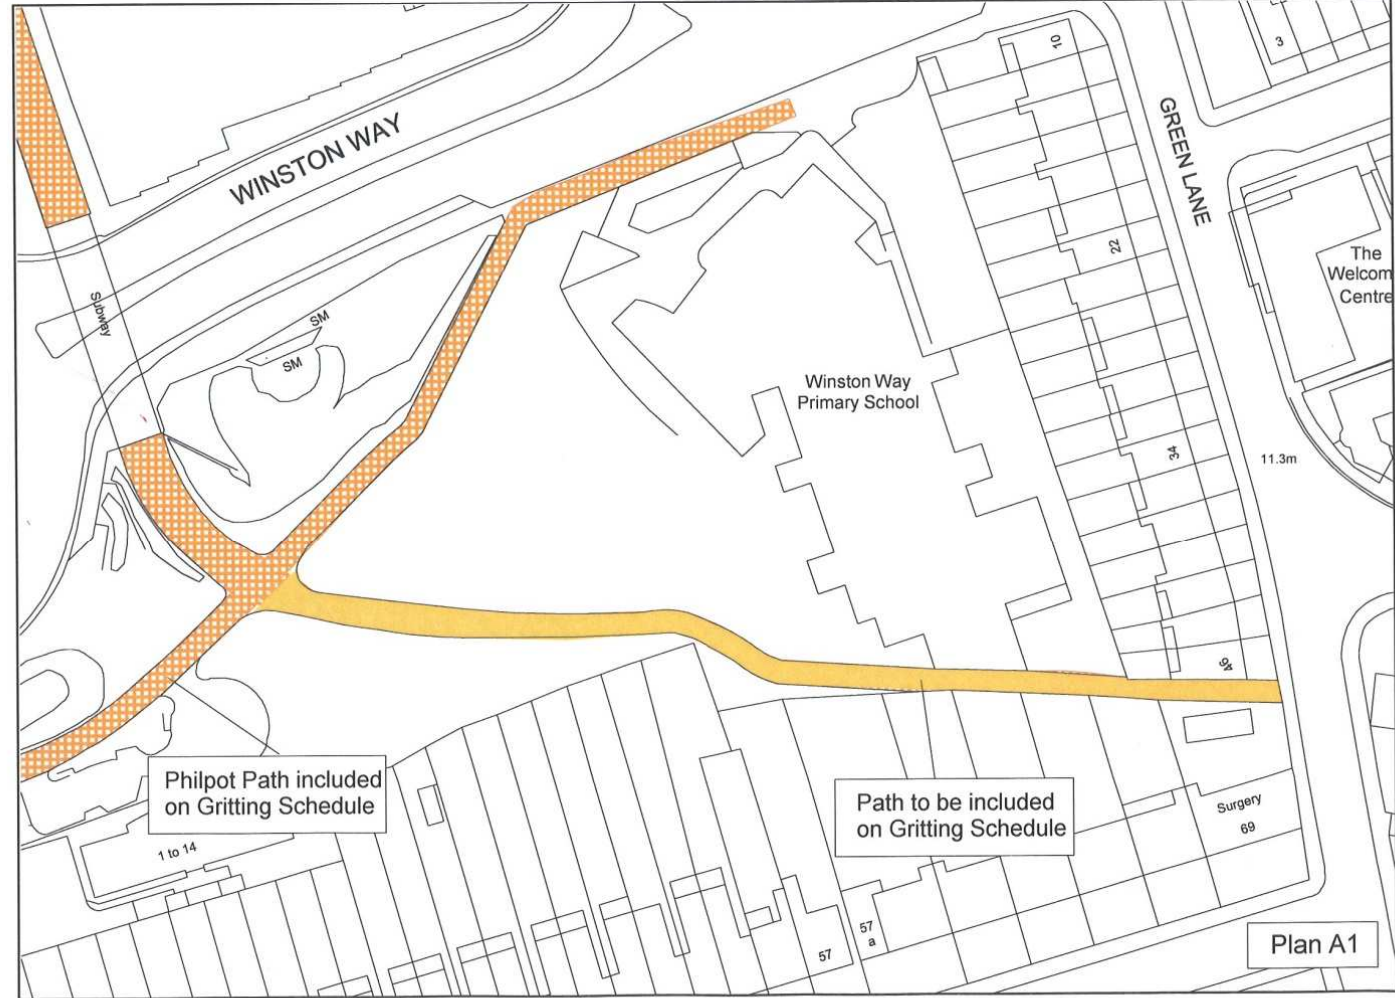 10
3
WINSTON WAY
GREEN LANE
22
The
Welcom
Centre
Subway
SM
SM
Winston Way
Primary School
34
11.3m
46
Philpot Path included
on Gritting Schedule
Path to be included
on Gritting Schedule
Surgery
69
1 to 14
57
57
a
Plan A1